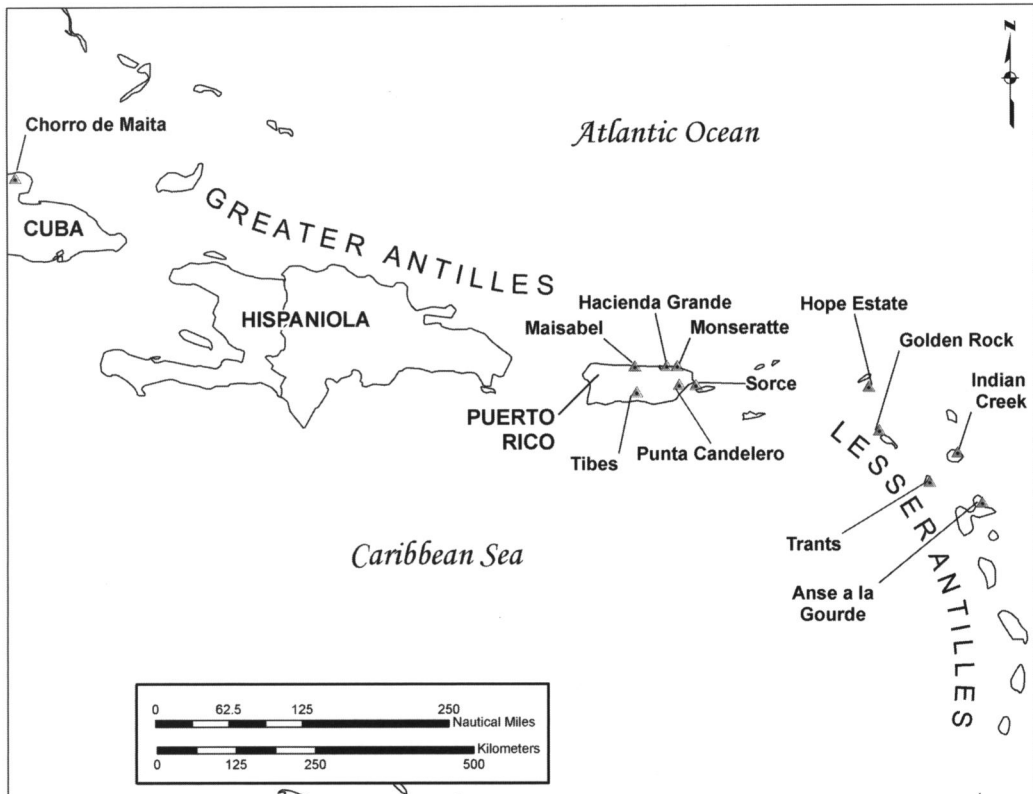 N
Chorro de Maita
Atlantic Ocean
CUBA
GREATER ANTILLES
HISPANIOLA
Hacienda Grande
Maisabel
Monseratte
Hope Estate
Golden Rock
Indian
Creek
Sorce
PUERTO
RICO
Tibes
Punta Candelero
LESSER ANTILLES
Trants
Caribbean Sea
Anse a la
Gourde
0 62.5 125 250
Nautical Miles
Kilometers
0 125 250 500